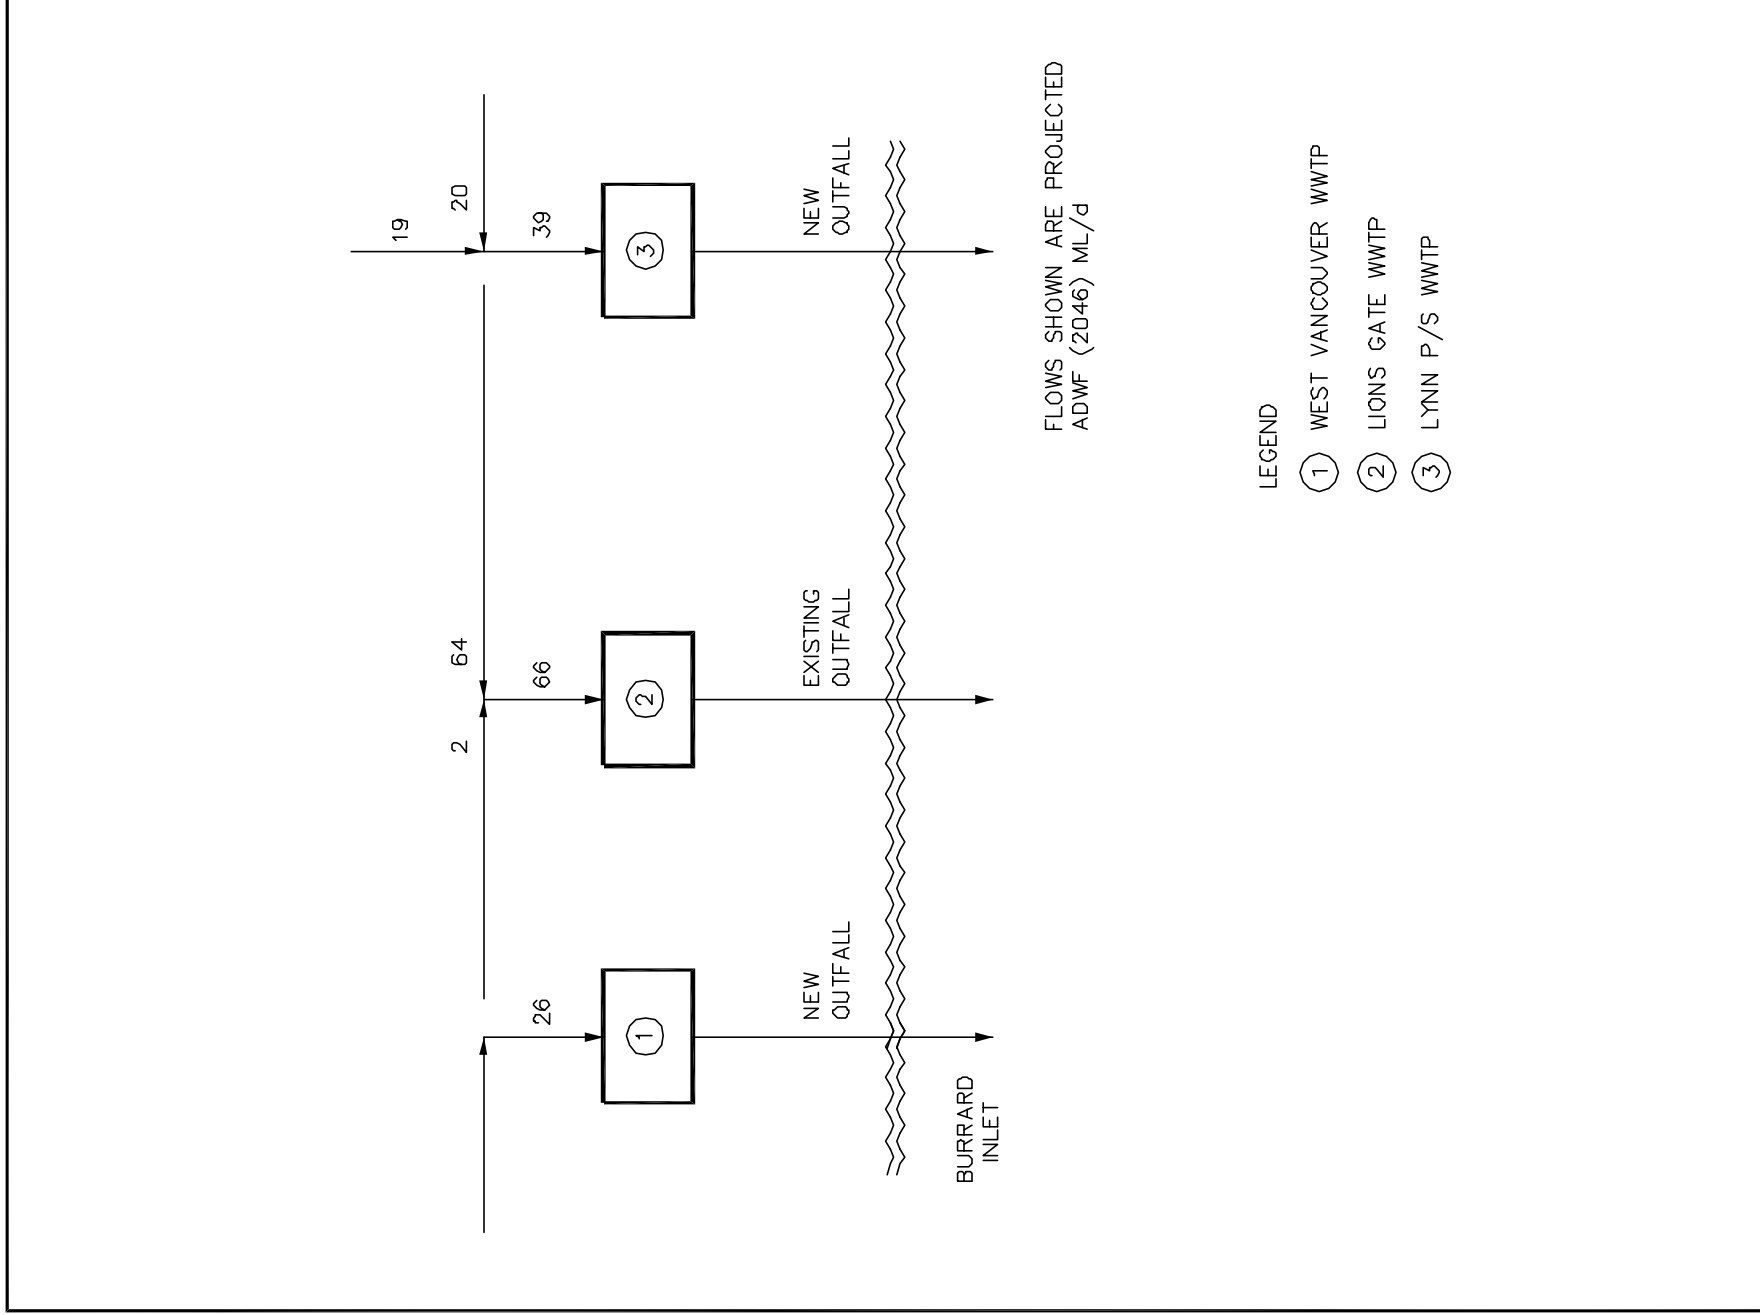 19
2
64
20
26
66
39
1
2
3
NEW
OUTFALL
EXISTING
OUTFALL
NEW
OUTFALL
BURRARD
INLET
FLOWS SHOWN ARE PROJECTED
ADWF (2046) ML/d
LEGEND
1 WEST VANCOUVER WWTP
2 LIONS GATE WWTP
3 LYNN P/S WWTP